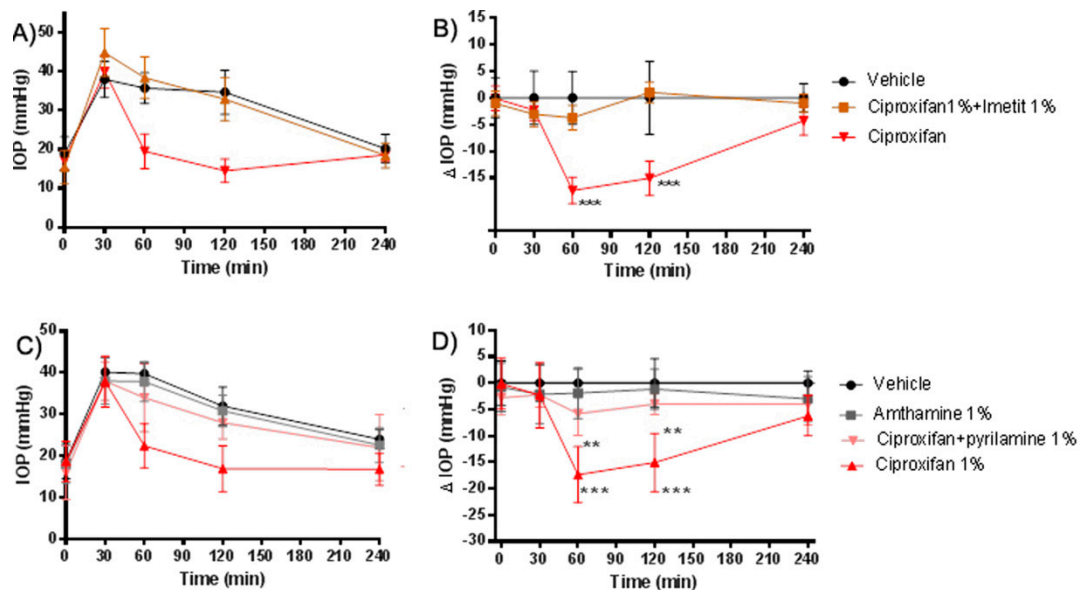 A)
IOP (mmHg)
50
40
30
20
10
0
0 30 60 90 120 150 180 210 240
Time (min)
B)
Δ IOP (mmHg)
15
10
5
0
-5
-10
-15
***
***
0 30 60 90 120 150 180 210 240
Time (min)
Vehicle
Ciproxifan1%+Imetit 1%
Ciproxifan
C)
IOP (mmHg)
50
40
30
20
10
0
0 30 60 90 120 150 180 210 240
Time (min)
D)
Δ IOP (mmHg)
10
5
0
-5
-10
-15
-20
-25
-30
**
**
***
***
0 30 60 90 120 150 180 210 240
Time (min)
Vehicle
Amthamine 1%
Ciproxifan+pyrilamine 1%
Ciproxifan 1%